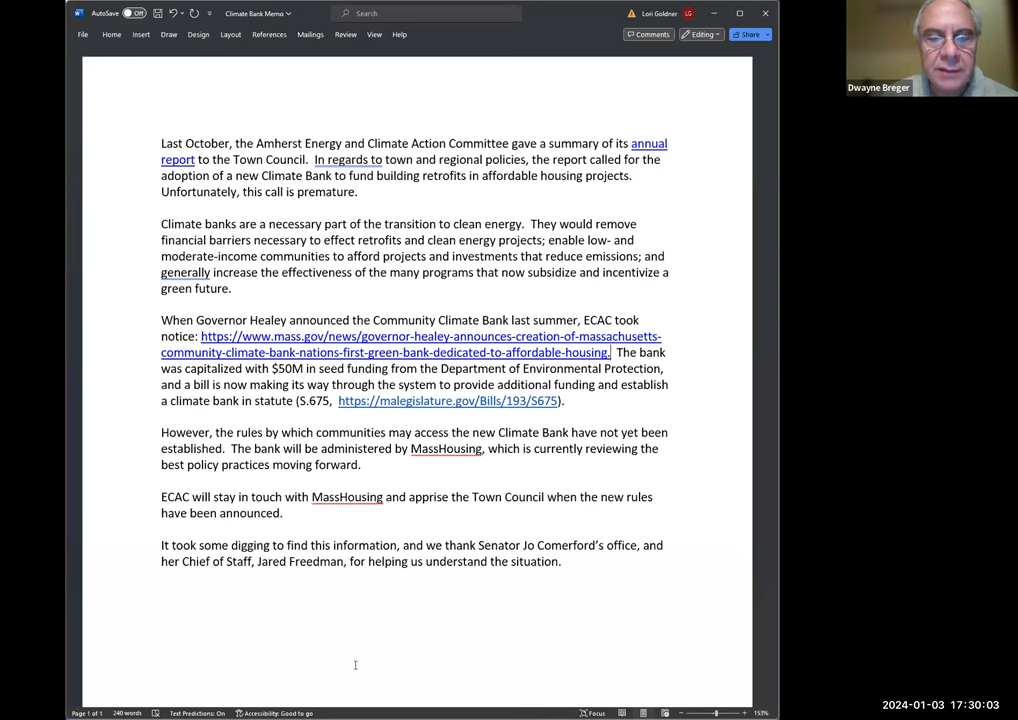 AutoSave Off Climate Bank Memo Search Lori Goldner LG
File Home Insert Draw Design Layout References Mailings Review View Help Comments Editing Share
Dwayne Breger
Last October, the Amherst Energy and Climate Action Committee gave a summary of its annual
report to the Town Council. In regards to town and regional policies, the report called for the
adoption of a new Climate Bank to fund building retrofits in affordable housing projects.
Unfortunately, this call is premature.
Climate banks are a necessary part of the transition to clean energy. They would remove
financial barriers necessary to effect retrofits and clean energy projects; enable low- and
moderate-income communities to afford projects and investments that reduce emissions; and
generally increase the effectiveness of the many programs that now subsidize and incentivize a
green future.
When Governor Healey announced the Community Climate Bank last summer, ECAC took
notice: https://www.mass.gov/news/governor-healey-announces-creation-of-massachusetts-
community-climate-bank-nations-first-green-bank-dedicated-to-affordable-housing. The bank
was capitalized with $50M in seed funding from the Department of Environmental Protection,
and a bill is now making its way through the system to provide additional funding and establish
a climate bank in statute (S.675, https://malegislature.gov/Bills/193/S675).
However, the rules by which communities may access the new Climate Bank have not yet been
established. The bank will be administered by MassHousing, which is currently reviewing the
best policy practices moving forward.
ECAC will stay in touch with MassHousing and apprise the Town Council when the new rules
have been announced.
It took some digging to find this information, and we thank Senator Jo Comerford's office, and
her Chief of Staff, Jared Freedman, for helping us understand the situation.
Page 1 of 1 240 words Text Predictions: On Accessibility: Good to go Focus 153%
2024-01-03 17:30:03